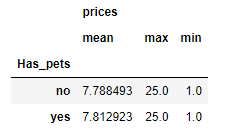 prices
mean max min
Has_pets
no 7.788493 25.0 1.0
yes 7.812923 25.0 1.0